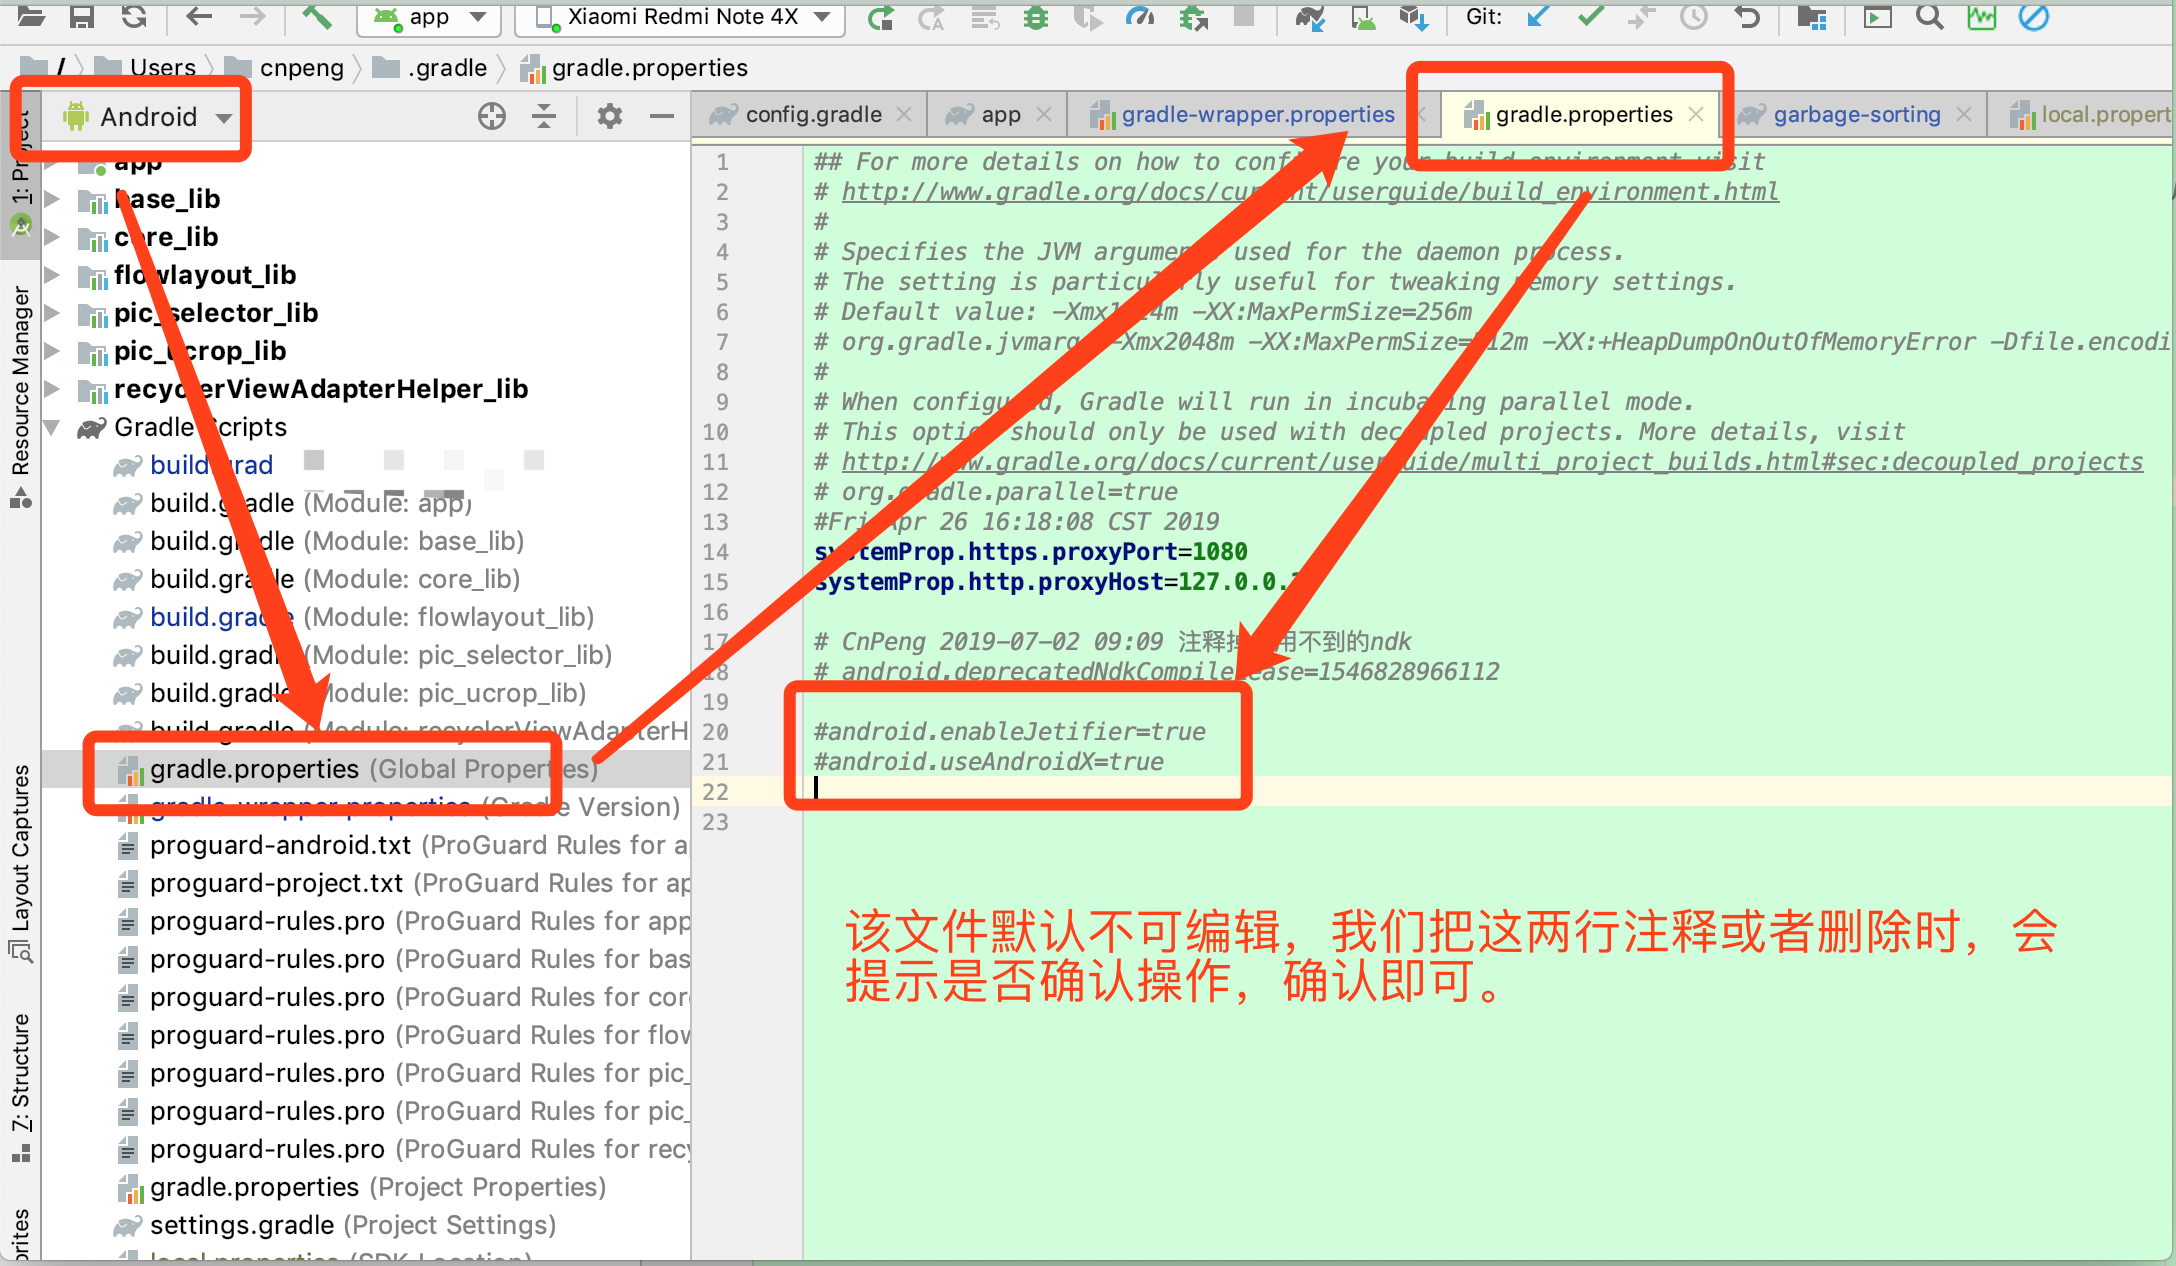 app
Xiaomi Redmi Note 4X
Git:
/
Users
cnpeng
.gradle
gradle.properties
Android
config.gradle
app
gradle-wrapper.properties
gradle.properties
garbage-sorting
local.propert
1: Project
Resource Manager
Layout Captures
7: Structure
app
base_lib
core_lib
flowlayout_lib
pic_selector_lib
pic_ucrop_lib
recyclerViewAdapterHelper_lib
Gradle Scripts
build.grad
build.gradle (Module: app)
build.gradle (Module: base_lib)
build.gradle (Module: core_lib)
build.gradle (Module: flowlayout_lib)
build.gradle (Module: pic_selector_lib)
build.gradle (Module: pic_ucrop_lib)
build.gradle (Module: recyclerViewAdapterH
gradle.properties (Global Properties)
gradle-wrapper.properties (Gradle Version)
proguard-android.txt (ProGuard Rules for a
proguard-project.txt (ProGuard Rules for ap
proguard-rules.pro (ProGuard Rules for app
proguard-rules.pro (ProGuard Rules for bas
proguard-rules.pro (ProGuard Rules for cor
proguard-rules.pro (ProGuard Rules for flow
proguard-rules.pro (ProGuard Rules for pic_
proguard-rules.pro (ProGuard Rules for pic_
proguard-rules.pro (ProGuard Rules for recy
gradle.properties (Project Properties)
settings.gradle (Project Settings)
local.properties (SDK Location)
1 ## For more details on how to configure your build environment visit
2 # http://www.gradle.org/docs/current/userguide/build_environment.html
3 #
4 # Specifies the JVM arguments used for the daemon process.
5 # The setting is particularly useful for tweaking memory settings.
6 # Default value: -Xmx1024m -XX:MaxPermSize=256m
7 # org.gradle.jvmargs=-Xmx2048m -XX:MaxPermSize=512m -XX:+HeapDumpOnOutOfMemoryError -Dfile.encodi
8 #
9 # When configured, Gradle will run in incubating parallel mode.
10 # This option should only be used with decoupled projects. More details, visit
11 # http://www.gradle.org/docs/current/userguide/multi_project_builds.html#sec:decoupled_projects
12 # org.gradle.parallel=true
13 #Fri Apr 26 16:18:08 CST 2019
14 systemProp.https.proxyPort=1080
15 systemProp.http.proxyHost=127.0.0.1
16
17 # CnPeng 2019-07-02 09:09 注释掉 用不到的ndk
18 # android.deprecatedNdkCompileLease=1546828966112
19
20 #android.enableJetifier=true
21 #android.useAndroidX=true
22
23
该文件默认不可编辑，我们把这两行注释或者删除时，会
提示是否确认操作，确认即可。